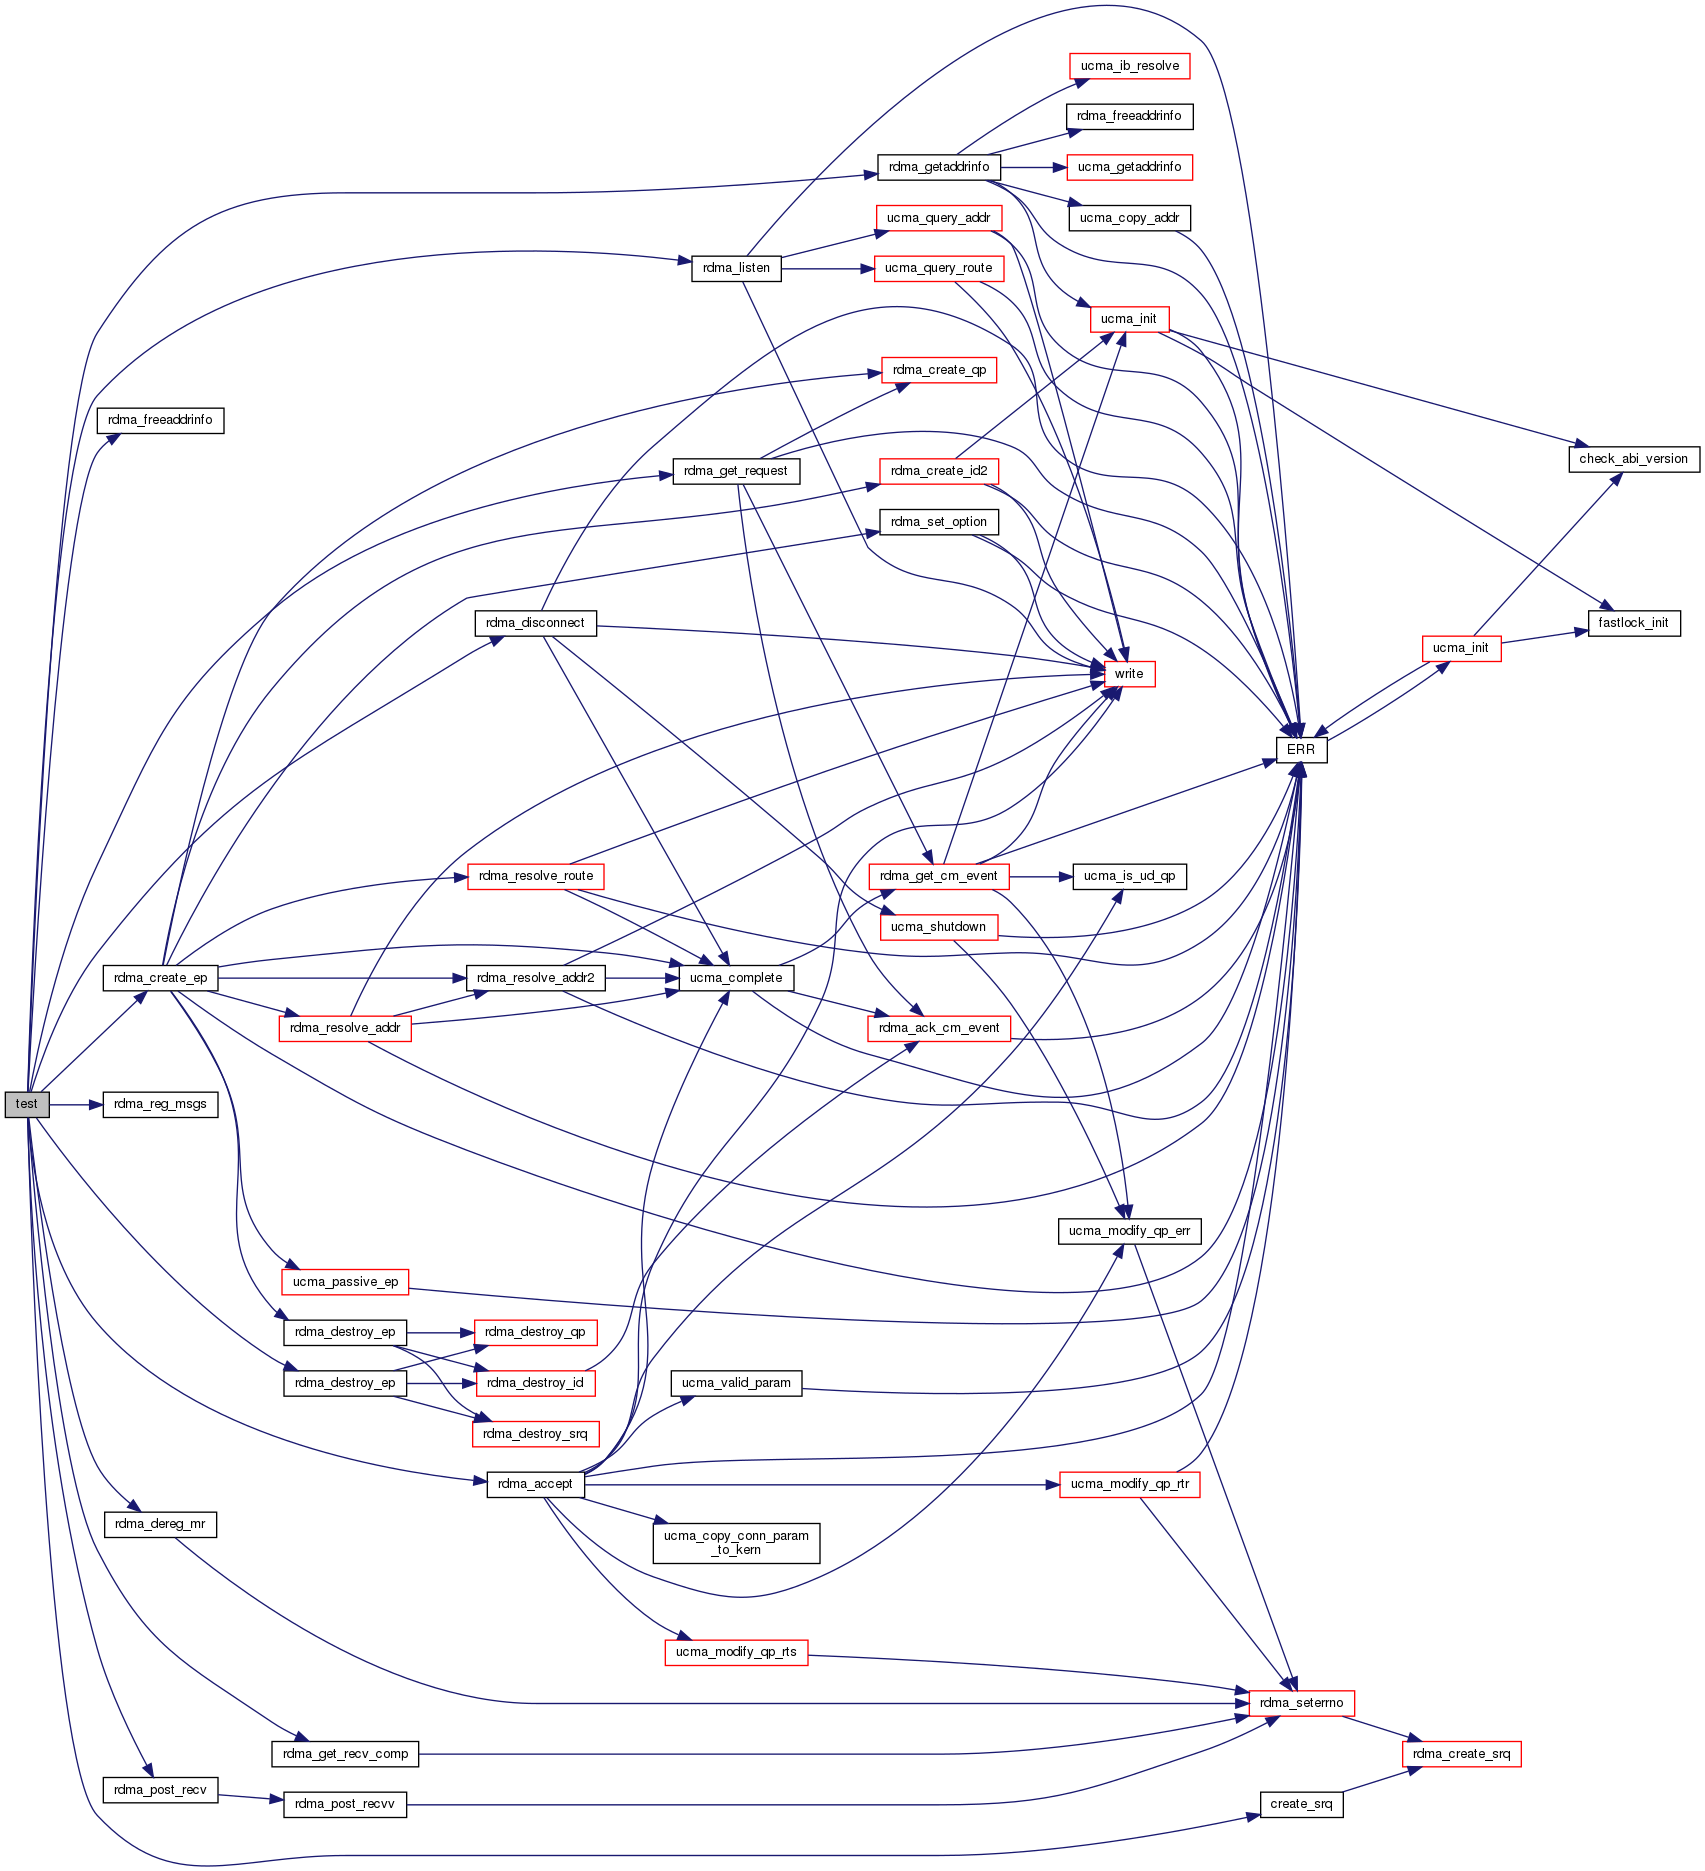 ucma_ib_resolve
rdma_freeaddrinfo
rdma_getaddrinfo
ucma_getaddrinfo
ucma_query_addr
ucma_copy_addr
rdma_listen
ucma_query_route
ucma_init
rdma_create_qp
rdma_freeaddrinfo
check_abi_version
rdma_get_request
rdma_create_id2
rdma_set_option
rdma_disconnect
fastlock_init
ucma_init
write
ERR
rdma_resolve_route
rdma_get_cm_event
ucma_is_ud_qp
ucma_shutdown
rdma_create_ep
rdma_resolve_addr2
ucma_complete
rdma_resolve_addr
rdma_ack_cm_event
test
rdma_reg_msgs
ucma_modify_qp_err
ucma_passive_ep
rdma_destroy_ep
rdma_destroy_qp
rdma_destroy_ep
rdma_destroy_id
ucma_valid_param
rdma_destroy_srq
rdma_accept
ucma_modify_qp_rtr
rdma_dereg_mr
ucma_copy_conn_param
_to_kern
ucma_modify_qp_rts
rdma_seterrno
rdma_get_recv_comp
rdma_create_srq
rdma_post_recv
rdma_post_recvv
create_srq